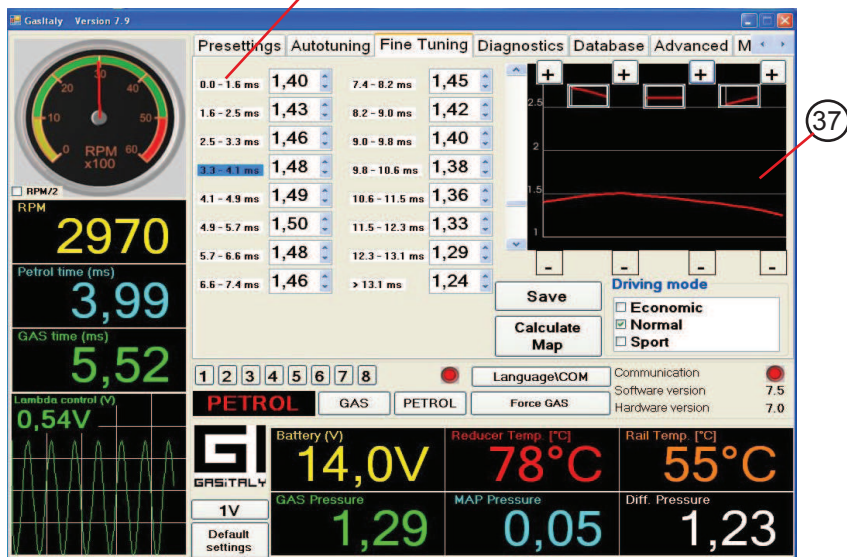 GasItaly Version 7.9
Presettings Autotuning Fine Tuning Diagnostics Database Advanced M
0 10 20 30 40 50 60
RPM
x100
RPM/2
RPM
2970
Petrol time (ms)
3,99
GAS time (ms)
5,52
Lambda control (V)
0,54V
0.0 - 1.6 ms 1,40 7.4 - 8.2 ms 1,45
1.6 - 2.5 ms 1,43 8.2 - 9.0 ms 1,42
2.5 - 3.3 ms 1,46 9.0 - 9.8 ms 1,40
3.3 - 4.1 ms 1,48 9.8 - 10.6 ms 1,38
4.1 - 4.9 ms 1,49 10.6 - 11.5 ms 1,36
4.9 - 5.7 ms 1,50 11.5 - 12.3 ms 1,33
5.7 - 6.6 ms 1,48 12.3 - 13.1 ms 1,29
6.6 - 7.4 ms 1,46 > 13.1 ms 1,24
+ + + +
2.5
2
1.5
1
- - - -
37
Save
Calculate
Map
Driving mode
Economic
Normal
Sport
1 2 3 4 5 6 7 8
Language\COM
PETROL GAS PETROL Force GAS
Communication
Software version 7.5
Hardware version 7.0
GI
GASITALY
1V
Default
settings
Battery (V)
14,0V
Reducer Temp. [°C]
78°C
Rail Temp. [°C]
55°C
GAS Pressure
1,29
MAP Pressure
0,05
Diff. Pressure
1,23